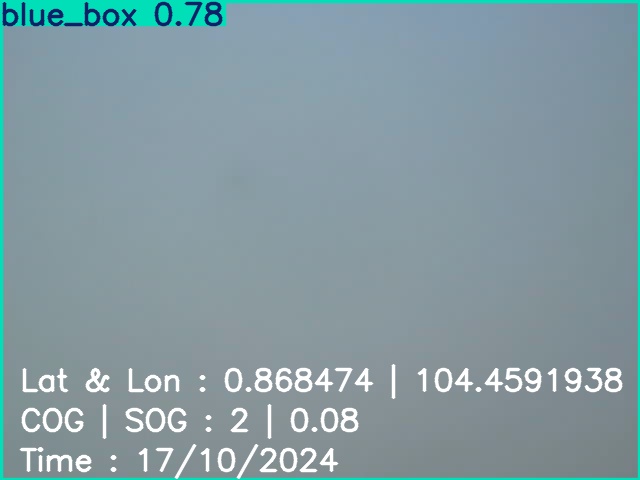 blue_box 0.78
Lat & Lon : 0.868474 | 104.4591938
COG | SOG : 2 | 0.08
Time : 17/10/2024